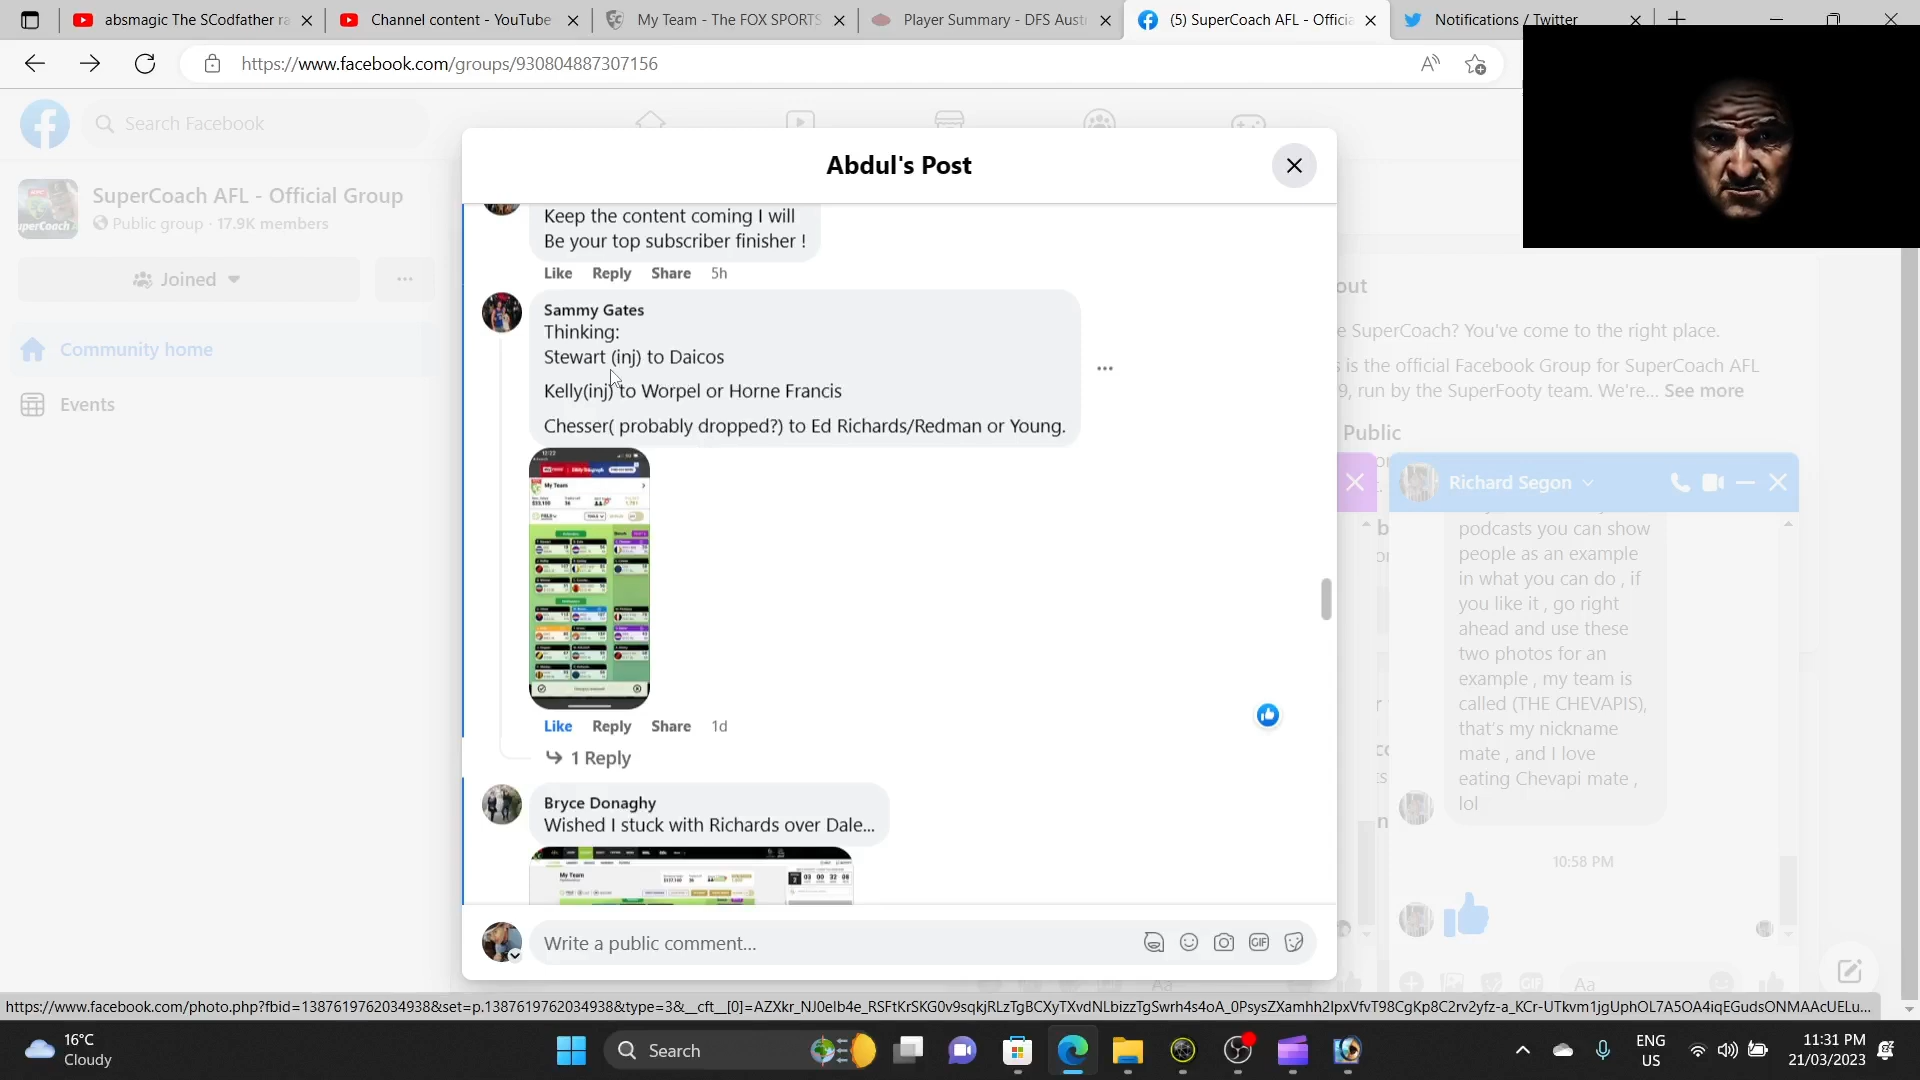 absmagic The SCodfather ra
Channel content - YouTube
My Team - The FOX SPORTS
Player Summary - DFS Aust
(5) SuperCoach AFL - Officia
Notifications / Twitter
https://www.facebook.com/groups/930804887307156
Search Facebook
SuperCoach AFL - Official Group
Public group · 17.9K members
Joined
Community home
Events
Abdul's Post
Keep the content coming I will
Be your top subscriber finisher !
Like Reply Share 5h
Sammy Gates
Thinking:
Stewart (inj) to Daicos
Kelly(inj) to Worpel or Horne Francis
Chesser( probably dropped?) to Ed Richards/Redman or Young.
My Team
Like Reply Share 1d
1 Reply
Bryce Donaghy
Wished I stuck with Richards over Dale...
My Team
Write a public comment...
GIF
out
e SuperCoach? You've come to the right place.
s is the official Facebook Group for SuperCoach AFL
9, run by the SuperFooty team. We're... See more
Public
Richard Segon
podcasts you can show
people as an example
in what you can do , if
you like it , go right
ahead and use these
two photos for an
example , my team is
called (THE CHEVAPIS),
that's my nickname
mate , and I love
eating Chevapi mate ,
lol
10:58 PM
Aa
Aa
16°C
Cloudy
Search
ENG
US
11:31 PM
21/03/2023